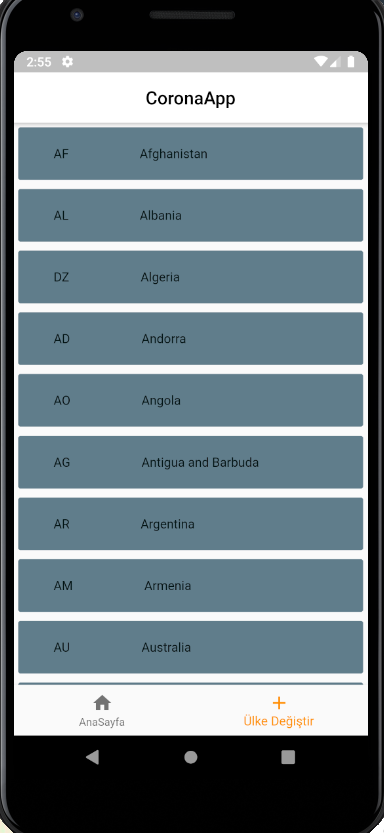 2:55
CoronaApp
AF Afghanistan
AL Albania
DZ Algeria
AD Andorra
AO Angola
AG Antigua and Barbuda
AR Argentina
AM Armenia
AU Australia
AnaSayfa Ülke Değiştir